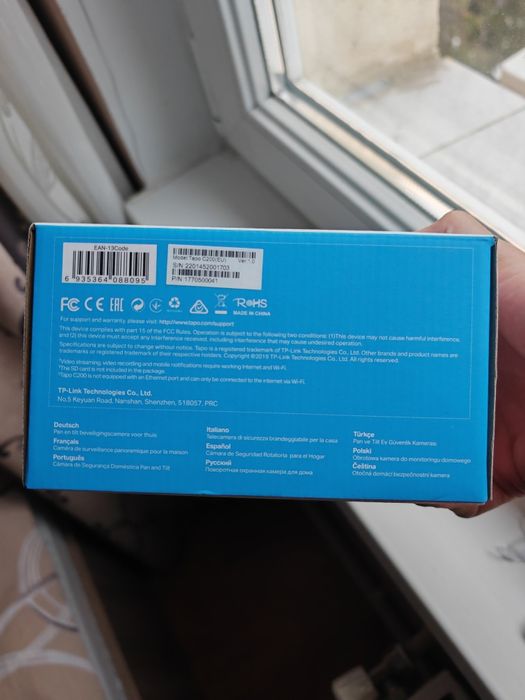 EAN-13Code
6 935364 088095
Model:Tapo C200(EU) Ver:1.0
S/N:2201452001703
P/N:1770500041
FC CE EAC RoHS
MADE IN CHINA
For support and warranty, please visit: http://www.tapo.com/support
This device complies with part 15 of the FCC Rules. Operation is subject to the following two conditions: (1)This device may not cause harmful interference,
and (2) this device must accept any interference received, including interference that may cause undesired operation.
Specifications are subject to change without notice. Tapo is a registered trademark of TP-Link Technologies Co., Ltd. Other brands and product names are
trademarks or registered trademarks of their respective holders. Copyright ©2019 TP-Link Technologies Co., Ltd. All rights reserved.
*Video streaming, video recording and mobile notifications require working Internet and Wi-Fi.
*The SD card is not included in the package.
*Tapo C200 is not equipped with an Ethernet port and can only be connected to the internet via Wi-Fi.
TP-Link Technologies Co., Ltd.
No.5 Keyuan Road, Nanshan, Shenzhen, 518057, PRC
Deutsch
Pan en tilt beveiligingscamera voor thuis
Français
Caméra de surveillance panoramique pour la maison
Português
Câmara de Segurança Doméstica Pan and Tilt
Italiano
Telecamera di sicurezza brandeggiabile per la casa
Español
Cámara de Seguridad Rotatoria para el Hogar
Русский
Поворотная охранная камера для дома
Türkçe
Pan ve Tilt Ev Güvenlik Kamerası
Polski
Obrotowa kamera do monitoringu domowego
Čeština
Otočná domácí bezpečnostní kamera